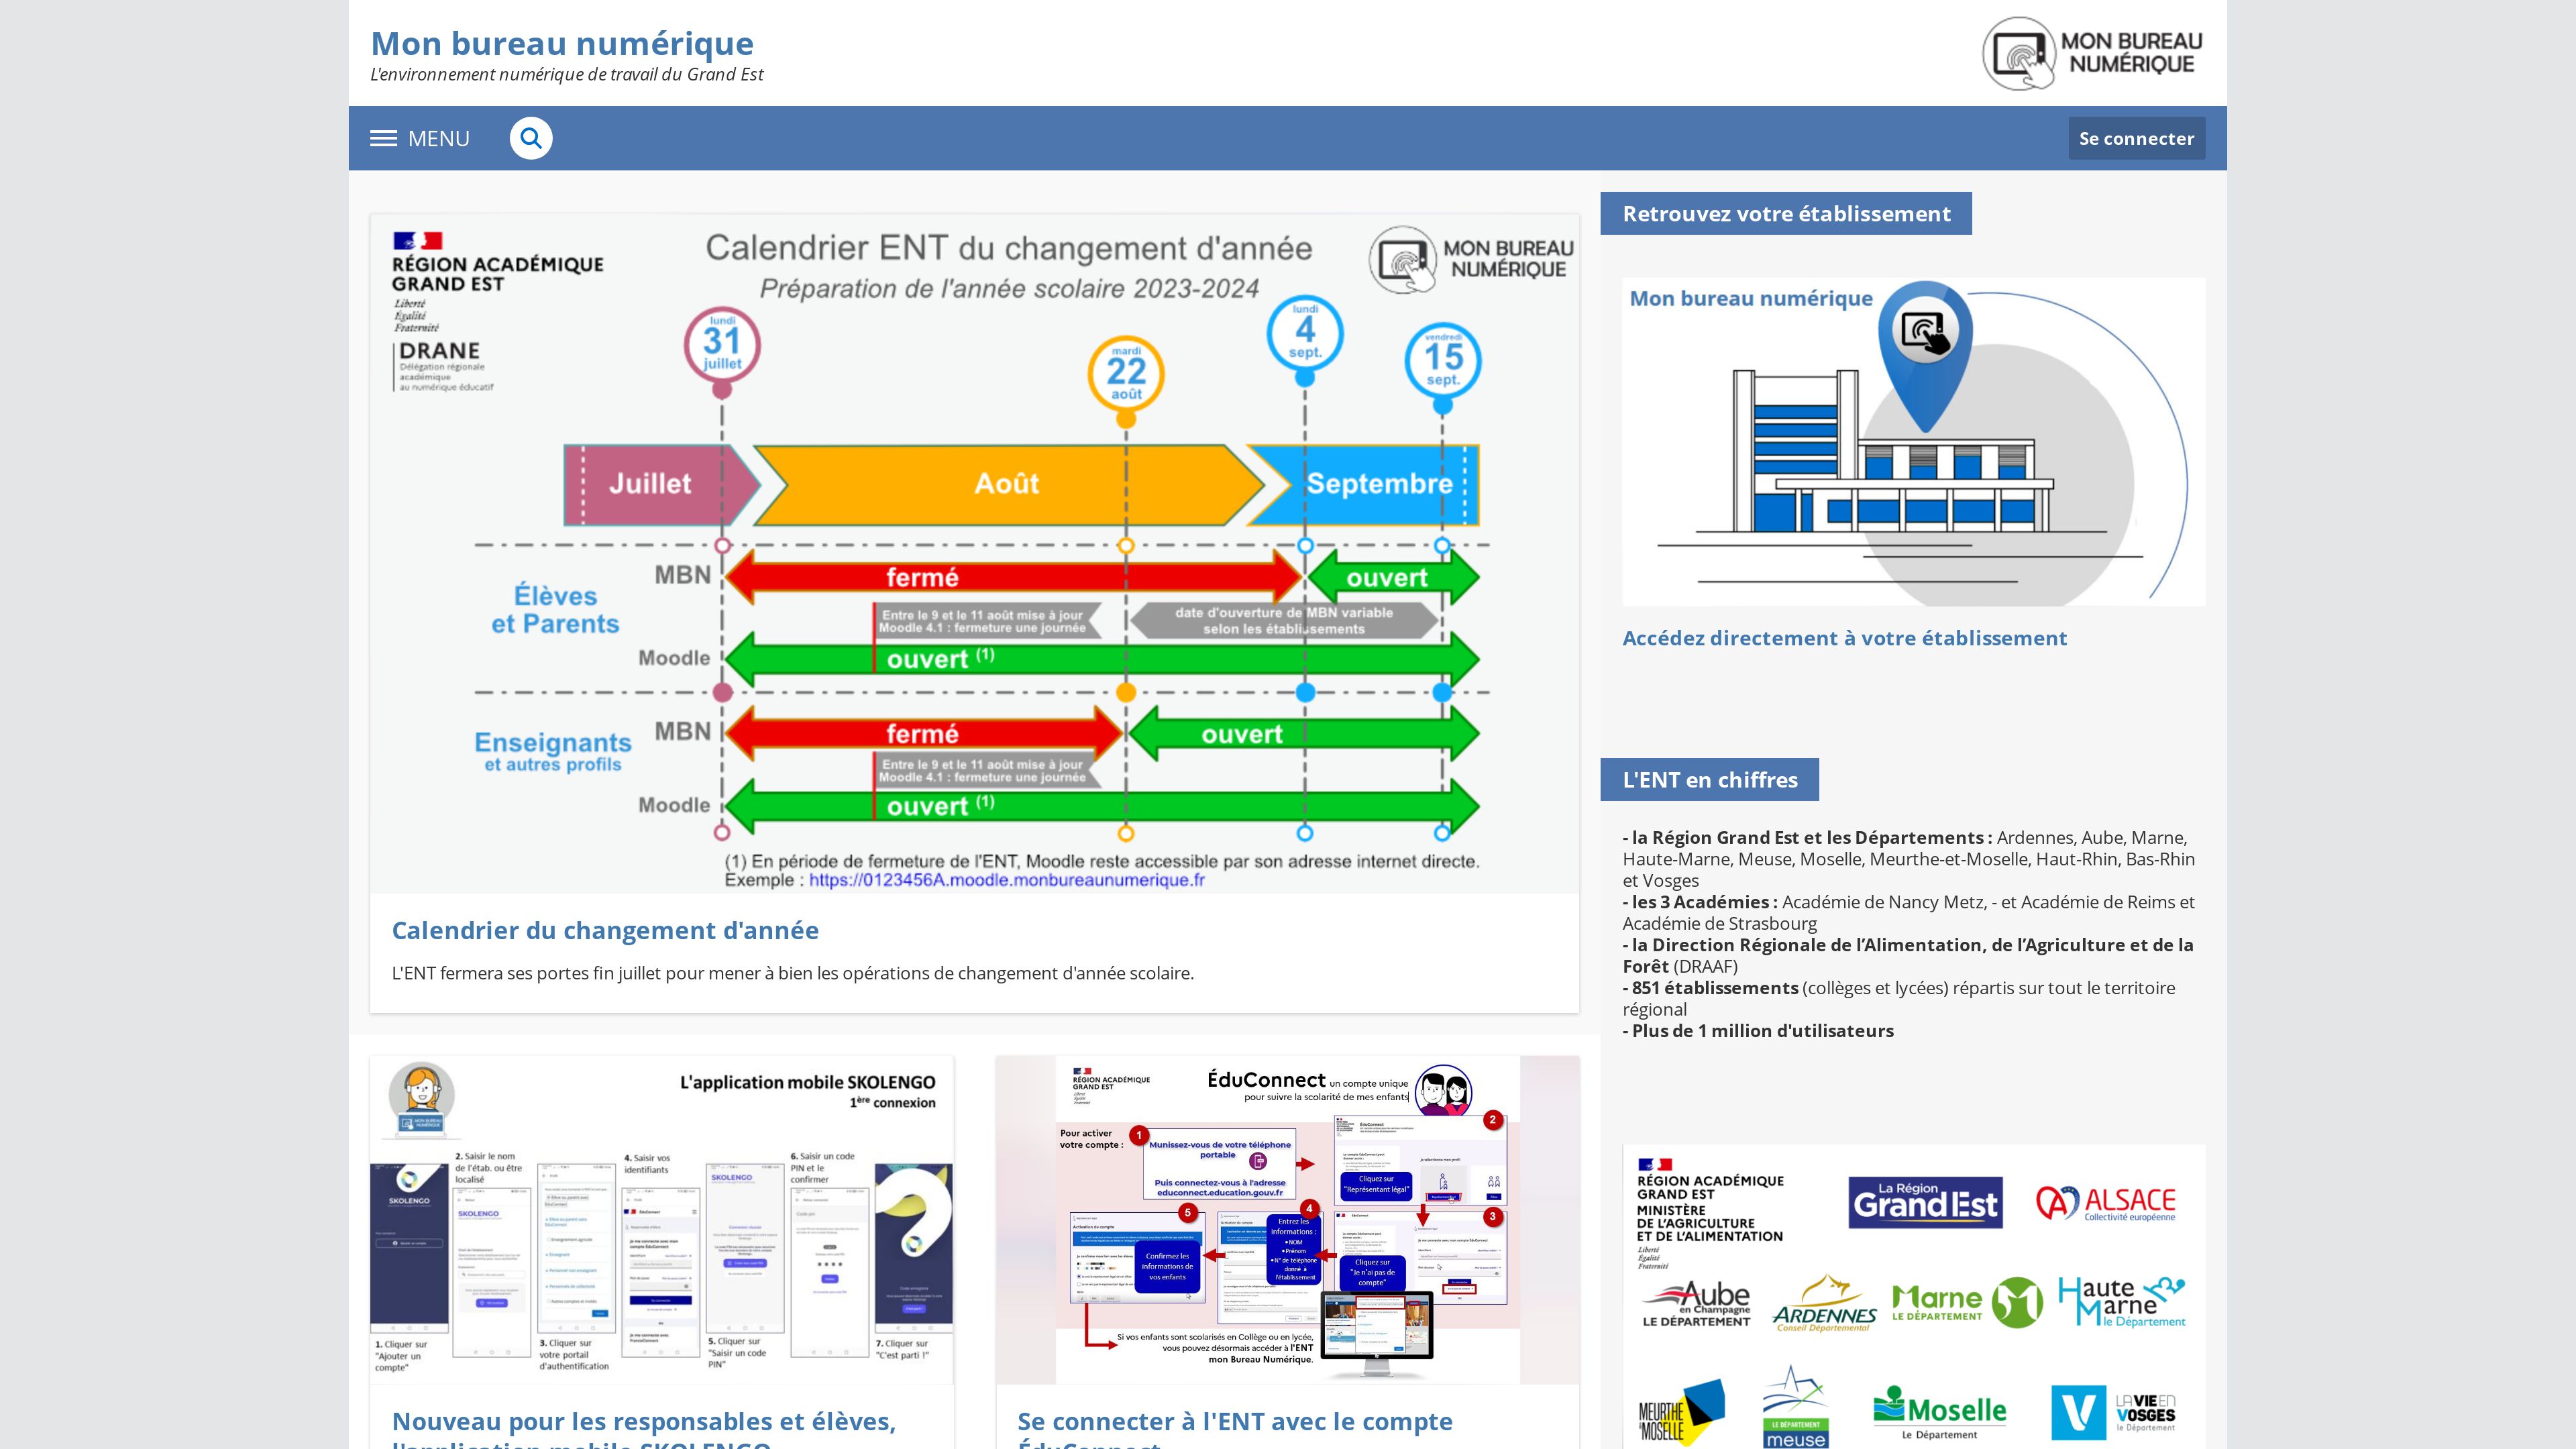 Mon bureau numérique
L'environnement numérique de travail du Grand Est
MON BUREAU
NUMÉRIQUE
MENU
Se connecter
RÉGION ACADÉMIQUE
GRAND EST
Liberté
Égalité
Fraternité
DRANE
Délégation régionale
académique
au numérique éducatif
Calendrier ENT du changement d'année
Préparation de l'année scolaire 2023-2024
MON BUREAU
NUMÉRIQUE
lundi
31
juillet
mardi
22
août
lundi
4
sept.
vendredi
15
sept.
Juillet
Août
Septembre
Élèves
et Parents
MBN
fermé
ouvert
Entre le 9 et le 11 août mise à jour
Moodle 4.1 : fermeture une journée
date d'ouverture de MBN variable
selon les établissements
Moodle
ouvert (1)
Enseignants
et autres profils
MBN
fermé
ouvert
Entre le 9 et le 11 août mise à jour
Moodle 4.1 : fermeture une journée
Moodle
ouvert (1)
(1) En période de fermeture de l'ENT, Moodle reste accessible par son adresse internet directe.
Exemple : https://0123456A.moodle.monbureaunumerique.fr
Calendrier du changement d'année
L'ENT fermera ses portes fin juillet pour mener à bien les opérations de changement d'année scolaire.
L'application mobile SKOLENGO
1ère connexion
1. Cliquer sur
"Ajouter un
compte"
2. Saisir le nom
de l'étab. ou être
localisé
3. Cliquer sur
votre portail
d'authentification
4. Saisir vos
identifiants
5. Cliquer sur
"Saisir un code
PIN"
6. Saisir un code
PIN et le
confirmer
7. Cliquer sur
"C'est parti !"
SKOLENGO
SKOLENGO
SKOLENGO
Nouveau pour les responsables et élèves,
l'application mobile SKOLENGO
RÉGION ACADÉMIQUE
GRAND EST
ÉduConnect un compte unique
pour suivre la scolarité de mes enfants
Pour activer
votre compte :
1
Munissez-vous de votre téléphone
portable
Puis connectez-vous à l'adresse
educonnect.education.gouv.fr
2
Cliquez sur
"Représentant légal"
3
Cliquez sur
"Je n'ai pas de
compte"
4
Entrez les
informations :
• NOM
• Prénom
• N° de téléphone
donné à
l'établissement
5
Confirmez les
informations de
vos enfants
Si vos enfants sont scolarisés en Collège ou en lycée,
vous pouvez désormais accéder à l'ENT
mon Bureau Numérique.
Se connecter à l'ENT avec le compte
ÉduConnect
Retrouvez votre établissement
Mon bureau numérique
Accédez directement à votre établissement
L'ENT en chiffres
- la Région Grand Est et les Départements : Ardennes, Aube, Marne,
Haute-Marne, Meuse, Moselle, Meurthe-et-Moselle, Haut-Rhin, Bas-Rhin
et Vosges
- les 3 Académies : Académie de Nancy Metz, - et Académie de Reims et
Académie de Strasbourg
- la Direction Régionale de l’Alimentation, de l’Agriculture et de la
Forêt (DRAAF)
- 851 établissements (collèges et lycées) répartis sur tout le territoire
régional
- Plus de 1 million d'utilisateurs
RÉGION ACADÉMIQUE
GRAND EST
MINISTÈRE
DE L'AGRICULTURE
ET DE L'ALIMENTATION
Liberté
Égalité
Fraternité
La Région
Grand Est
ALSACE
Collectivité européenne
Aube
en Champagne
LE DÉPARTEMENT
ARDENNES
Conseil Départemental
Marne
LE DÉPARTEMENT
Haute
Marne
le Département
MEURTHE
& MOSELLE
LE DÉPARTEMENT
meuse
Moselle
Le Département
V
LA VIE EN
VOSGES
le Département